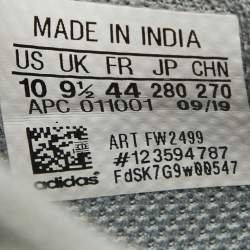 MADE IN INDIA
US UK FR JP CHN
10 9½ 44 280 270
APC 011001 09/19
ART FW2499
#123594787
adidas FdSK7G9w00547